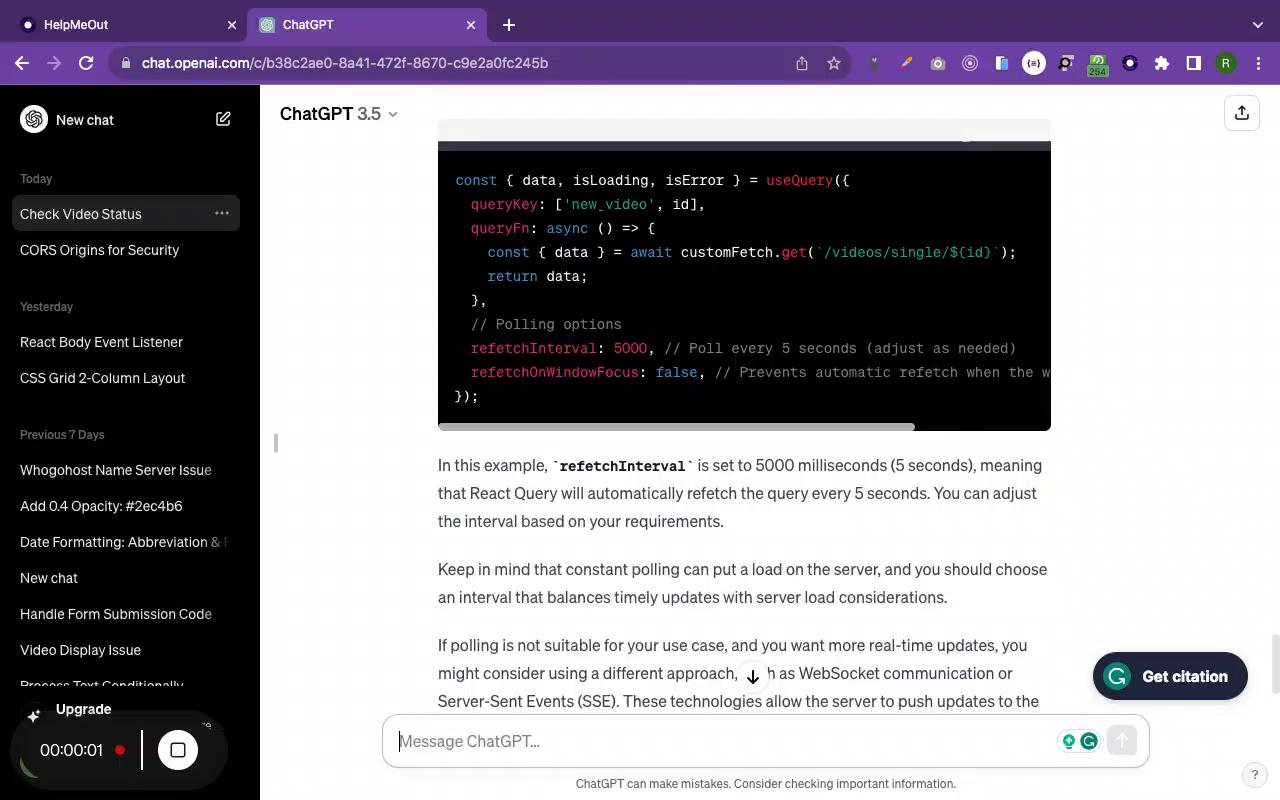 HelpMeOut
ChatGPT
chat.openai.com/c/b38c2ae0-8a41-472f-8670-c9e2a0fc245b
254
R
New chat
Today
Check Video Status
CORS Origins for Security
Yesterday
React Body Event Listener
CSS Grid 2-Column Layout
Previous 7 Days
Whogohost Name Server Issue
Add 0.4 Opacity: #2ec4b6
Date Formatting: Abbreviation &
New chat
Handle Form Submission Code
Video Display Issue
Process Text Conditionally
Upgrade
00:00:01
ChatGPT 3.5
const { data, isLoading, isError } = useQuery({
queryKey: ['new_video', id],
queryFn: async () => {
const { data } = await customFetch.get(`/videos/single/${id}`);
return data;
},
// Polling options
refetchInterval: 5000, // Poll every 5 seconds (adjust as needed)
refetchOnWindowFocus: false, // Prevents automatic refetch when the w
});
In this example, `refetchInterval` is set to 5000 milliseconds (5 seconds), meaning
that React Query will automatically refetch the query every 5 seconds. You can adjust
the interval based on your requirements.
Keep in mind that constant polling can put a load on the server, and you should choose
an interval that balances timely updates with server load considerations.
If polling is not suitable for your use case, and you want more real-time updates, you
might consider using a different approach, h as WebSocket communication or
Server-Sent Events (SSE). These technologies allow the server to push updates to the
Get citation
Message ChatGPT...
ChatGPT can make mistakes. Consider checking important information.
?